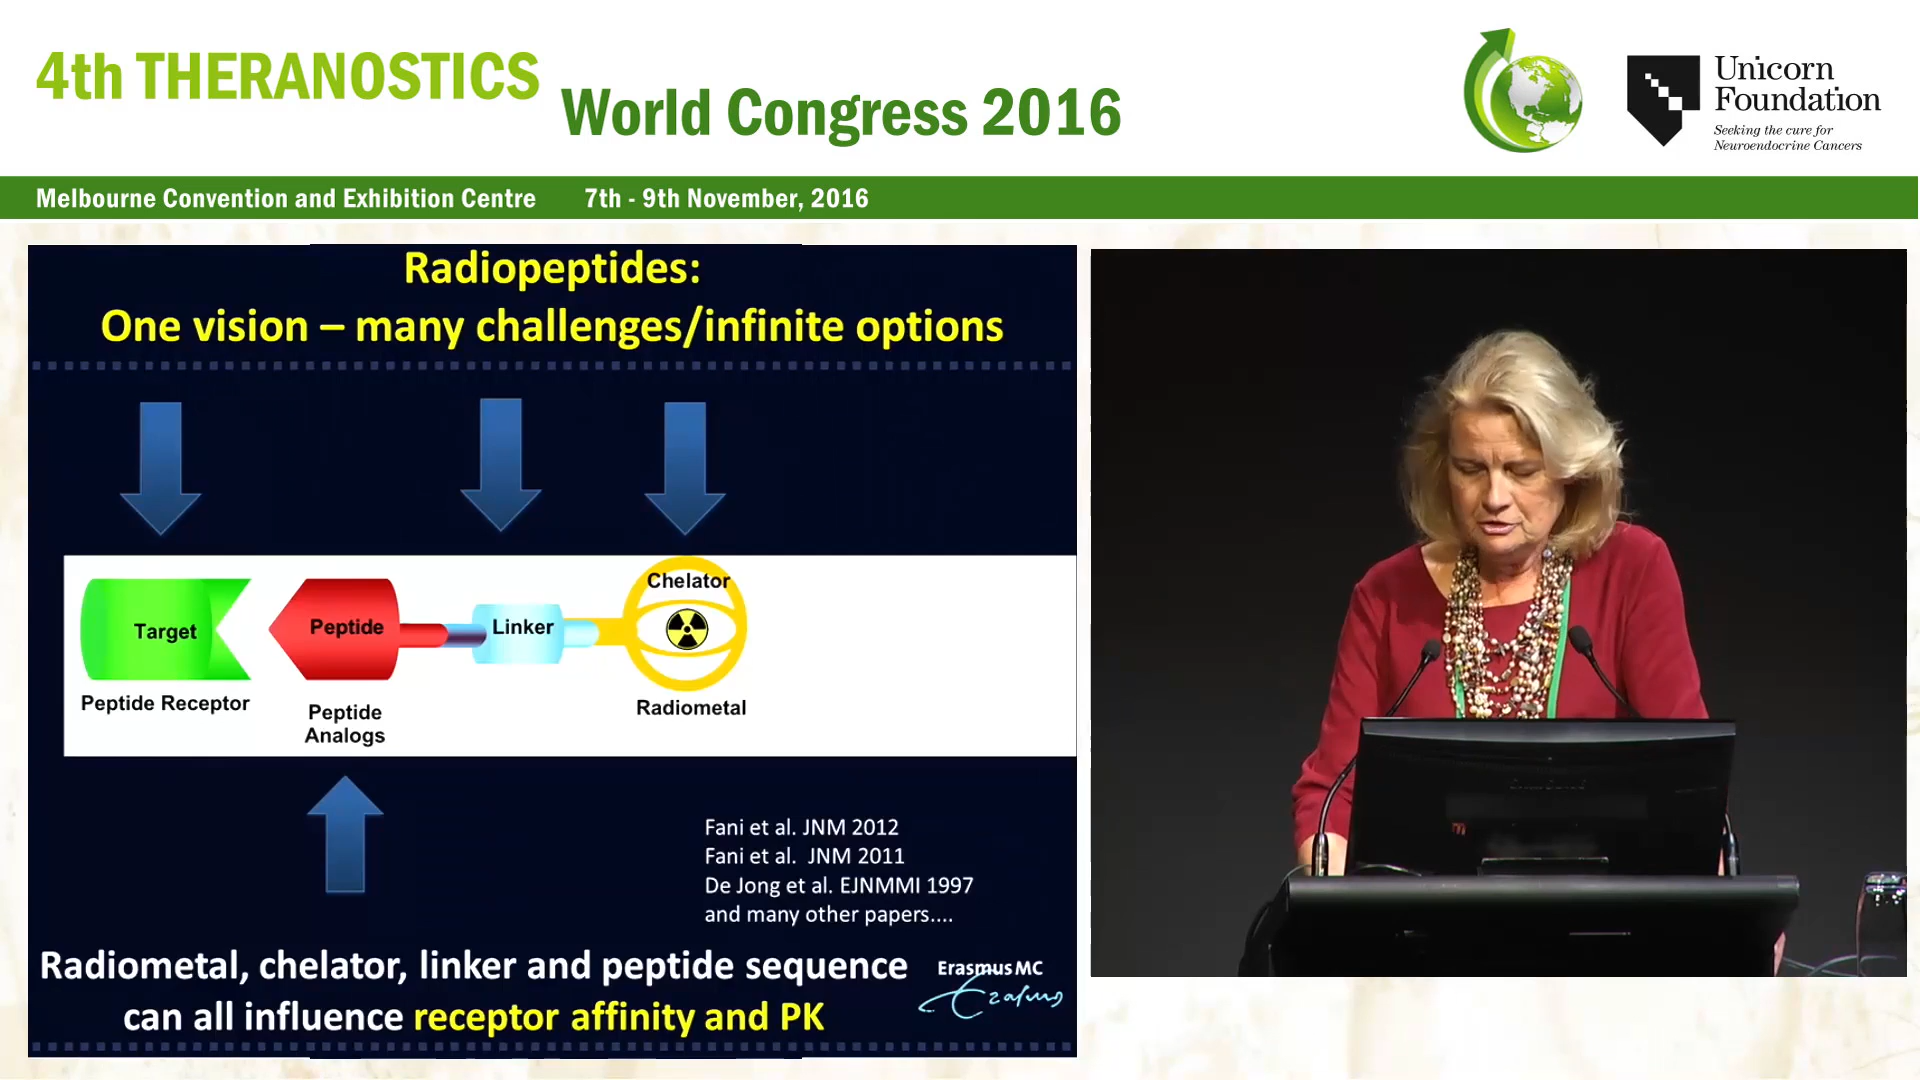 4th THERANOSTICS
World Congress 2016
Unicorn
Foundation
Seeking the cure for
Neuroendocrine Cancers
Melbourne Convention and Exhibition Centre 7th - 9th November, 2016
Radiopeptides:
One vision – many challenges/infinite options
Target
Peptide
Linker
Chelator
Peptide Receptor
Peptide
Analogs
Radiometal
Fani et al. JNM 2012
Fani et al. JNM 2011
De Jong et al. EJNMMI 1997
and many other papers....
Radiometal, chelator, linker and peptide sequence
can all influence receptor affinity and PK
Erasmus MC
Erasmus